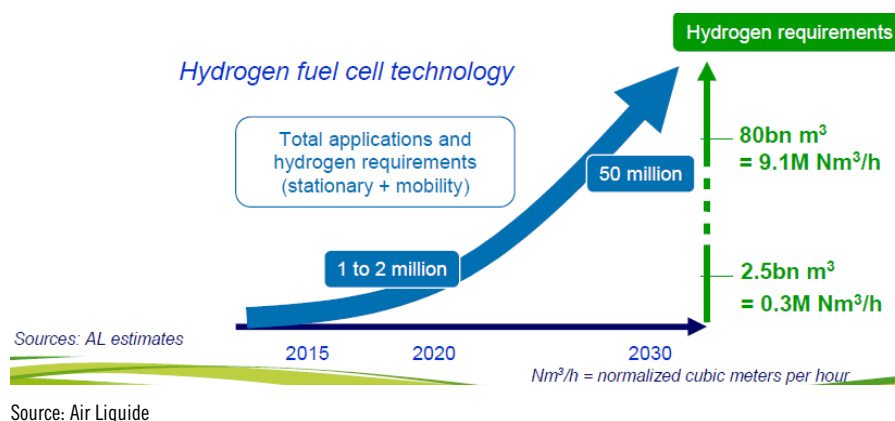 Hydrogen requirements
Hydrogen fuel cell technology
Total applications and
hydrogen requirements
(stationary + mobility)
80bn m³
= 9.1M Nm³/h
50 million
1 to 2 million
2.5bn m³
= 0.3M Nm³/h
Sources: AL estimates
2015 2020 2030
Nm³/h = normalized cubic meters per hour
Source: Air Liquide